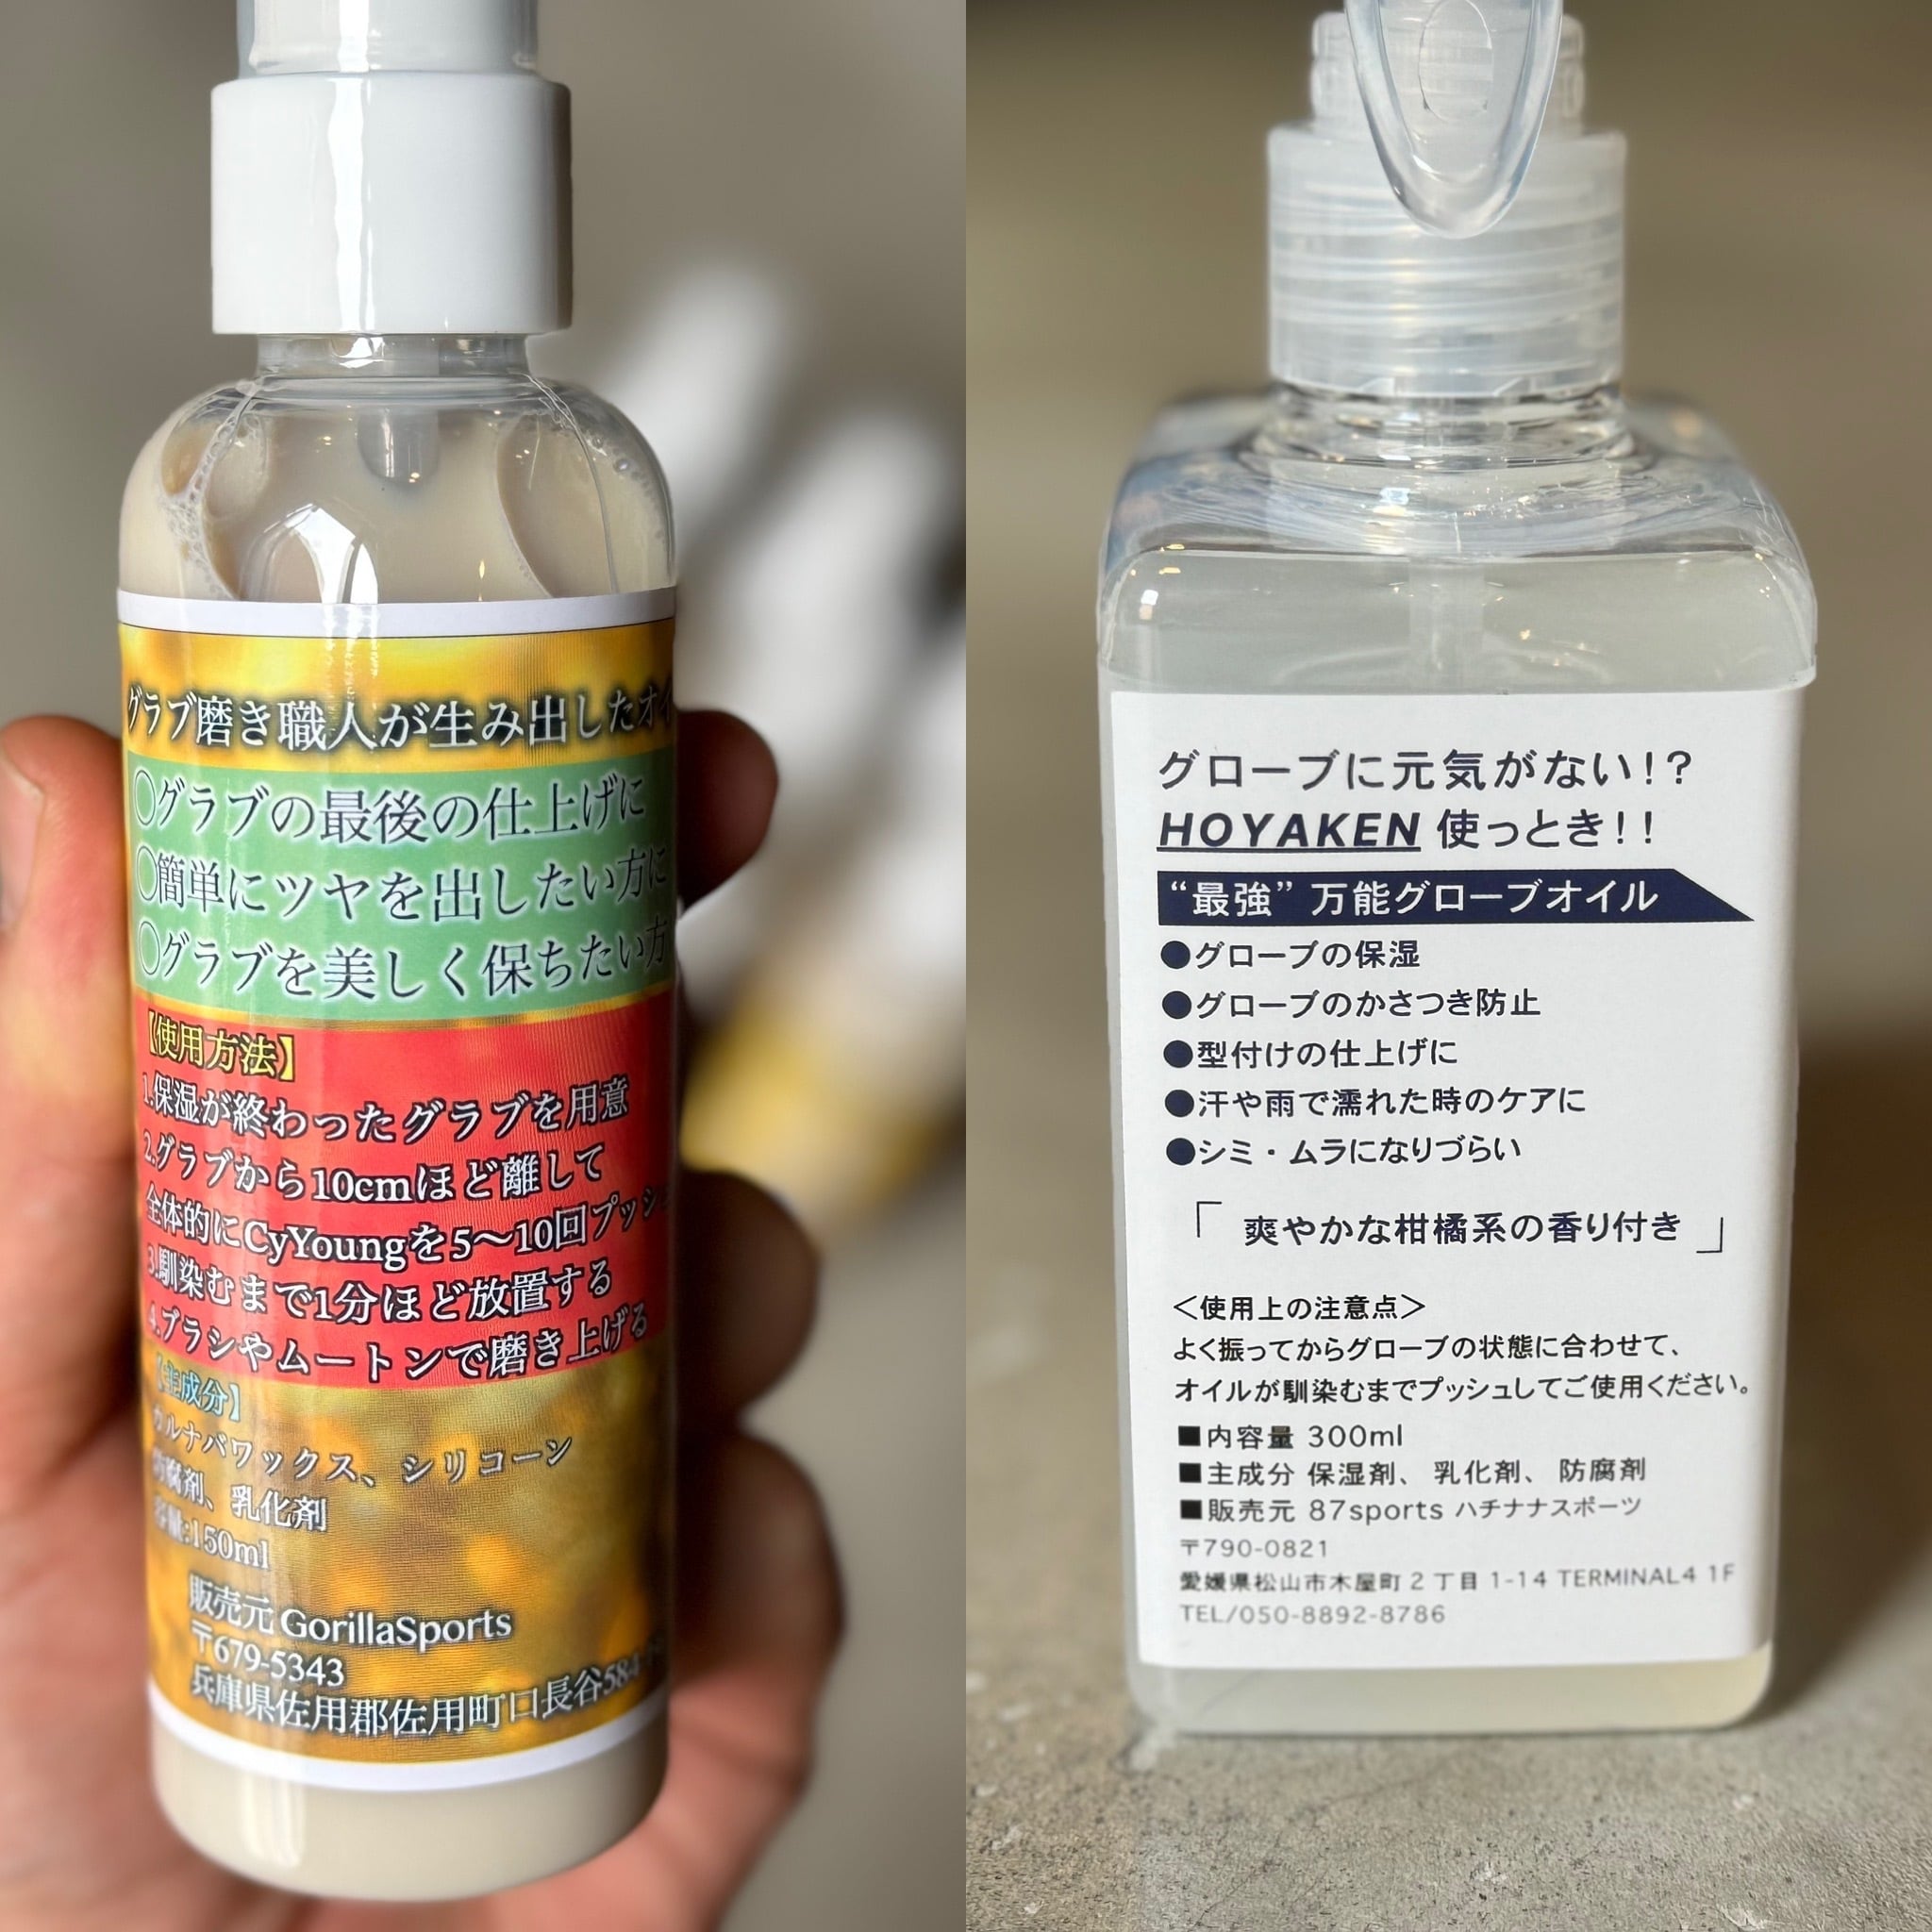 グラブ磨き職人が生み出したオイ
〇グラブの最後の仕上げに
〇簡単にツヤを出したい方に
〇グラブを美しく保ちたい方
【使用方法】
1.保湿が終わったグラブを用意
2.グラブから10cmほど離して
全体的にCyYoungを5～10回プッシュ
3.馴染むまで1分ほど放置する
4.ブラシやムートンで磨き上げる
【主成分】
カルナバワックス、シリコーン
防腐剤、乳化剤
容量:150ml
販売元 GorillaSports
〒679-5343
兵庫県佐用郡佐用町口長谷584
グローブに元気がない!?
HOYAKEN 使っとき!!
“最強” 万能グローブオイル
●グローブの保湿
●グローブのかさつき防止
●型付けの仕上げに
●汗や雨で濡れた時のケアに
●シミ・ムラになりづらい
「 爽やかな柑橘系の香り付き 」
＜使用上の注意点＞
よく振ってからグローブの状態に合わせて、
オイルが馴染むまでプッシュしてご使用ください。
■内容量 300ml
■主成分 保湿剤、 乳化剤、 防腐剤
■販売元 87sports ハチナナスポーツ
〒790-0821
愛媛県松山市木屋町 2 丁目 1-14 TERMINAL4 1F
TEL/050-8892-8786